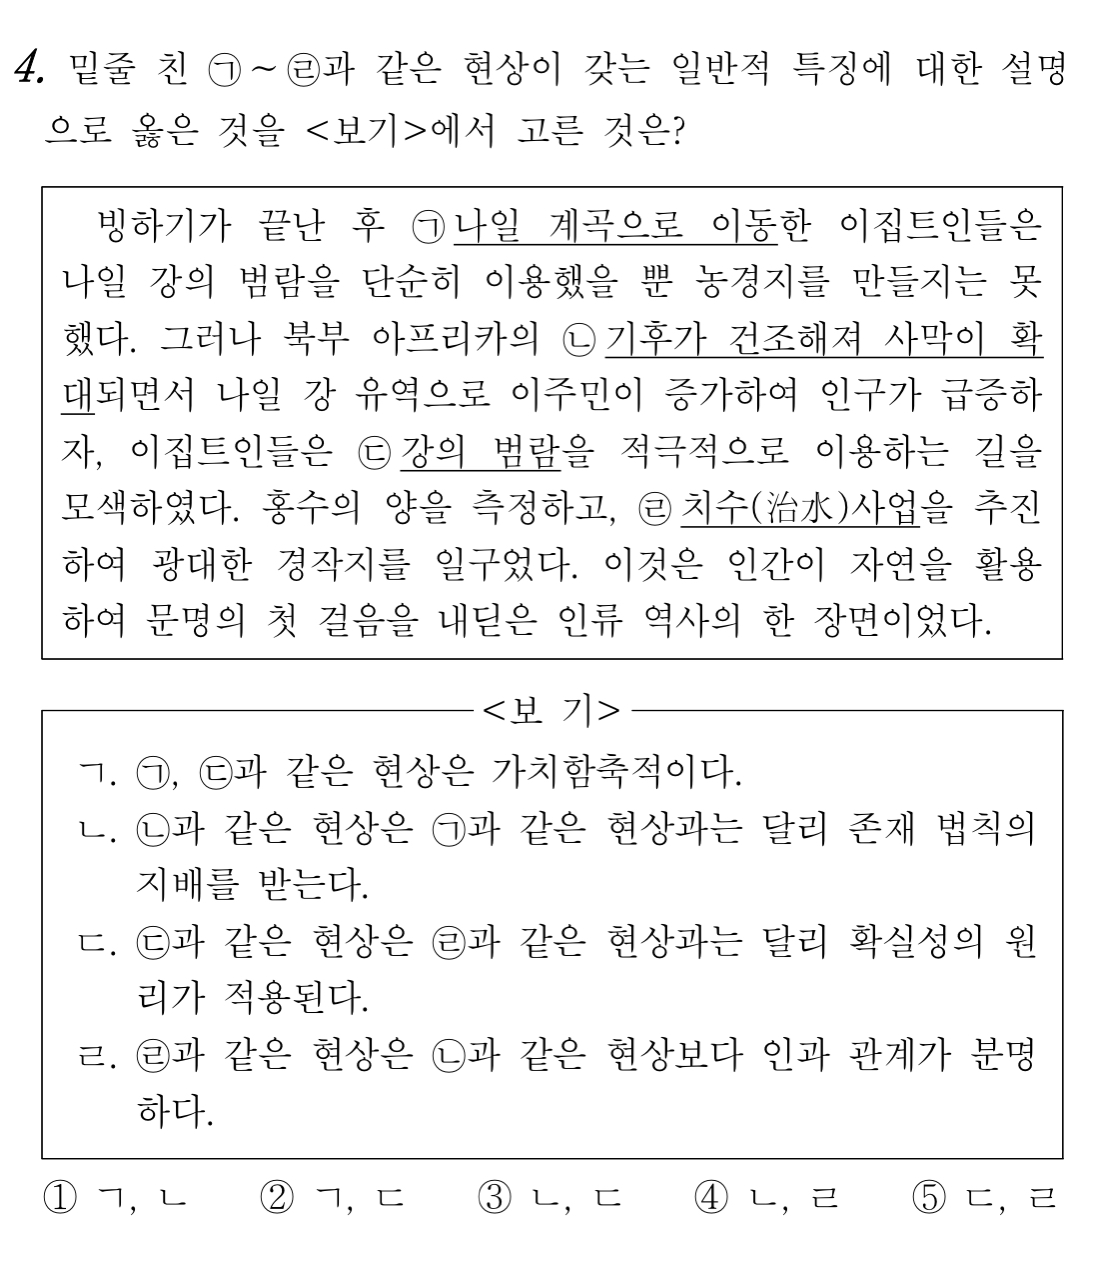 4. 밑줄 친 ㉠～㉣과 같은 현상이 갖는 일반적 특징에 대한 설명
으로 옳은 것을 <보기>에서 고른 것은?
빙하기가 끝난 후 ㉠나일 계곡으로 이동한 이집트인들은
나일 강의 범람을 단순히 이용했을 뿐 농경지를 만들지는 못
했다. 그러나 북부 아프리카의 ㉡기후가 건조해져 사막이 확
대되면서 나일 강 유역으로 이주민이 증가하여 인구가 급증하
자, 이집트인들은 ㉢강의 범람을 적극적으로 이용하는 길을
모색하였다. 홍수의 양을 측정하고, ㉣치수(治水)사업을 추진
하여 광대한 경작지를 일구었다. 이것은 인간이 자연을 활용
하여 문명의 첫 걸음을 내딛은 인류 역사의 한 장면이었다.
<보 기>
ㄱ. ㉠, ㉢과 같은 현상은 가치함축적이다.
ㄴ. ㉡과 같은 현상은 ㉠과 같은 현상과는 달리 존재 법칙의
지배를 받는다.
ㄷ. ㉢과 같은 현상은 ㉣과 같은 현상과는 달리 확실성의 원
리가 적용된다.
ㄹ. ㉣과 같은 현상은 ㉡과 같은 현상보다 인과 관계가 분명
하다.
① ㄱ, ㄴ ② ㄱ, ㄷ ③ ㄴ, ㄷ ④ ㄴ, ㄹ ⑤ ㄷ, ㄹ